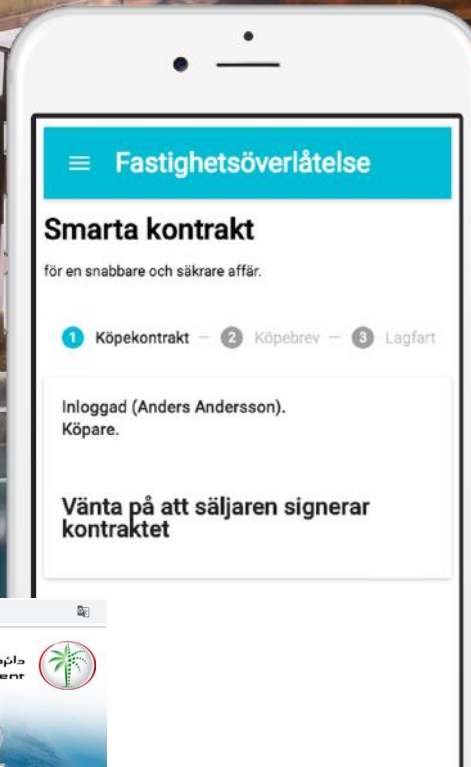 Fastighetsöverlåtelse
Smarta kontrakt
för en snabbare och säkrare affär.
1 Köpekontrakt – 2 Köpebrev – 3 Lagfart
Inloggad (Anders Andersson).
Köpare.
Vänta på att säljaren signerar
kontraktet